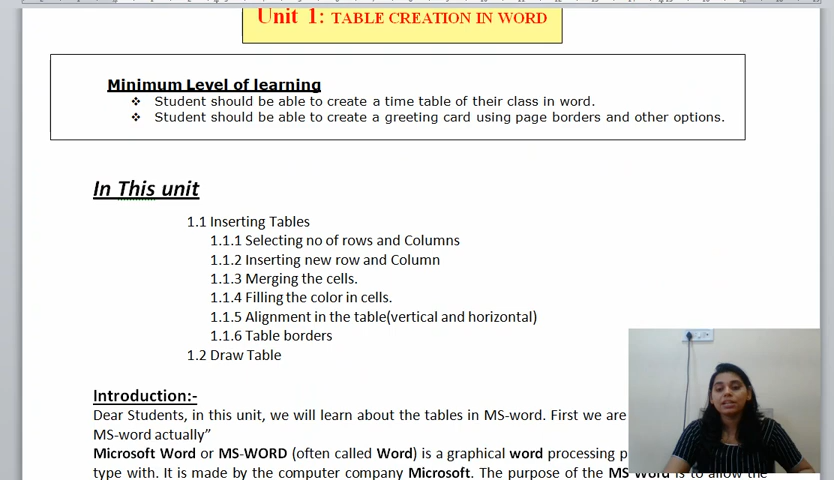 Unit 1: TABLE CREATION IN WORD
Minimum Level of learning
❖ Student should be able to create a time table of their class in word.
❖ Student should be able to create a greeting card using page borders and other options.
In This unit
1.1 Inserting Tables
1.1.1 Selecting no of rows and Columns
1.1.2 Inserting new row and Column
1.1.3 Merging the cells.
1.1.4 Filling the color in cells.
1.1.5 Alignment in the table(vertical and horizontal)
1.1.6 Table borders
1.2 Draw Table
Introduction:-
Dear Students, in this unit, we will learn about the tables in MS-word. First we are
MS-word actually”
Microsoft Word or MS-WORD (often called Word) is a graphical word processing
type with. It is made by the computer company Microsoft. The purpose of the MS Word is to allow the